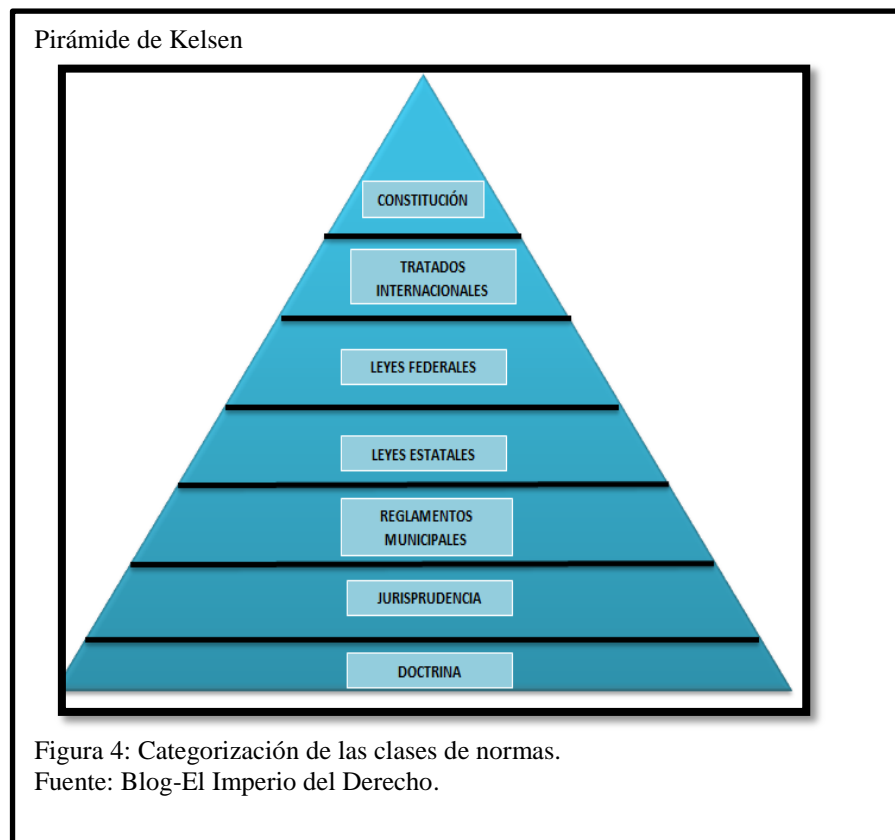 Pirámide de Kelsen
CONSTITUCIÓN
TRATADOS
INTERNACIONALES
LEYES FEDERALES
LEYES ESTATALES
REGLAMENTOS
MUNICIPALES
JURISPRUDENCIA
DOCTRINA
Figura 4: Categorización de las clases de normas.
Fuente: Blog-El Imperio del Derecho.